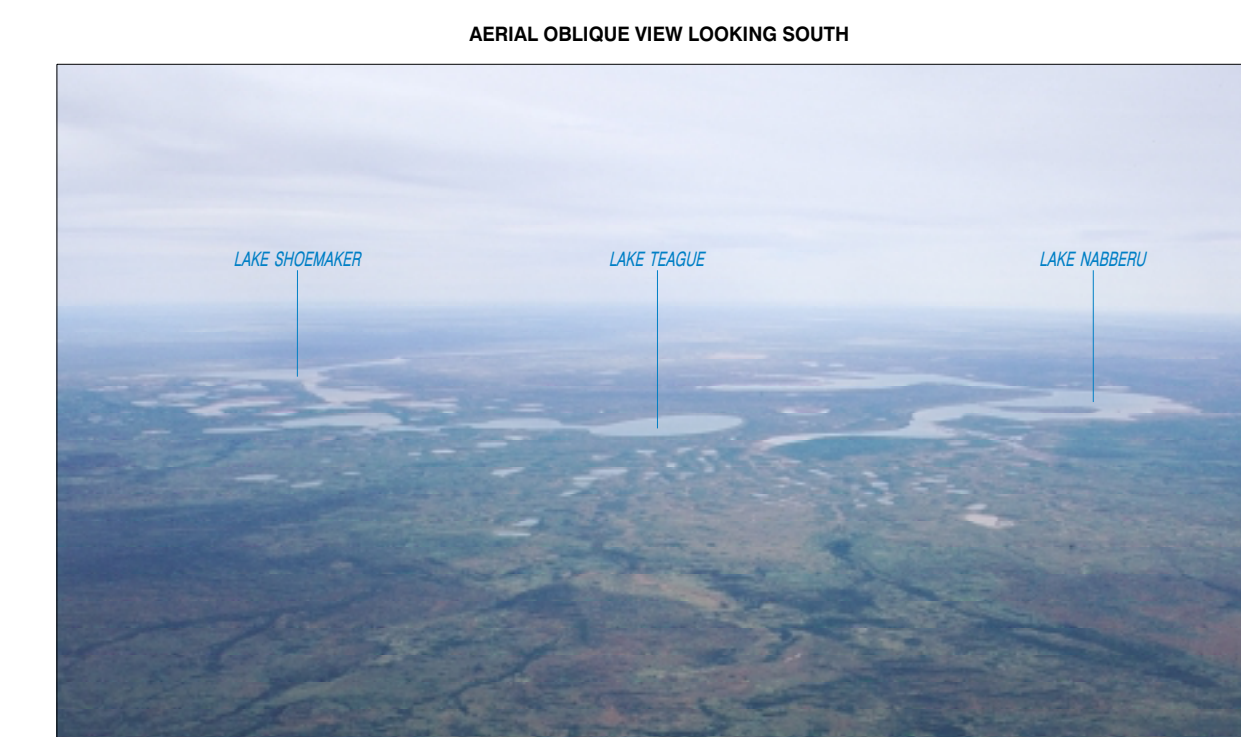 AERIAL OBLIQUE VIEW LOOKING SOUTH
LAKE SHOEMAKER
LAKE TEAGUE
LAKE NABBERU